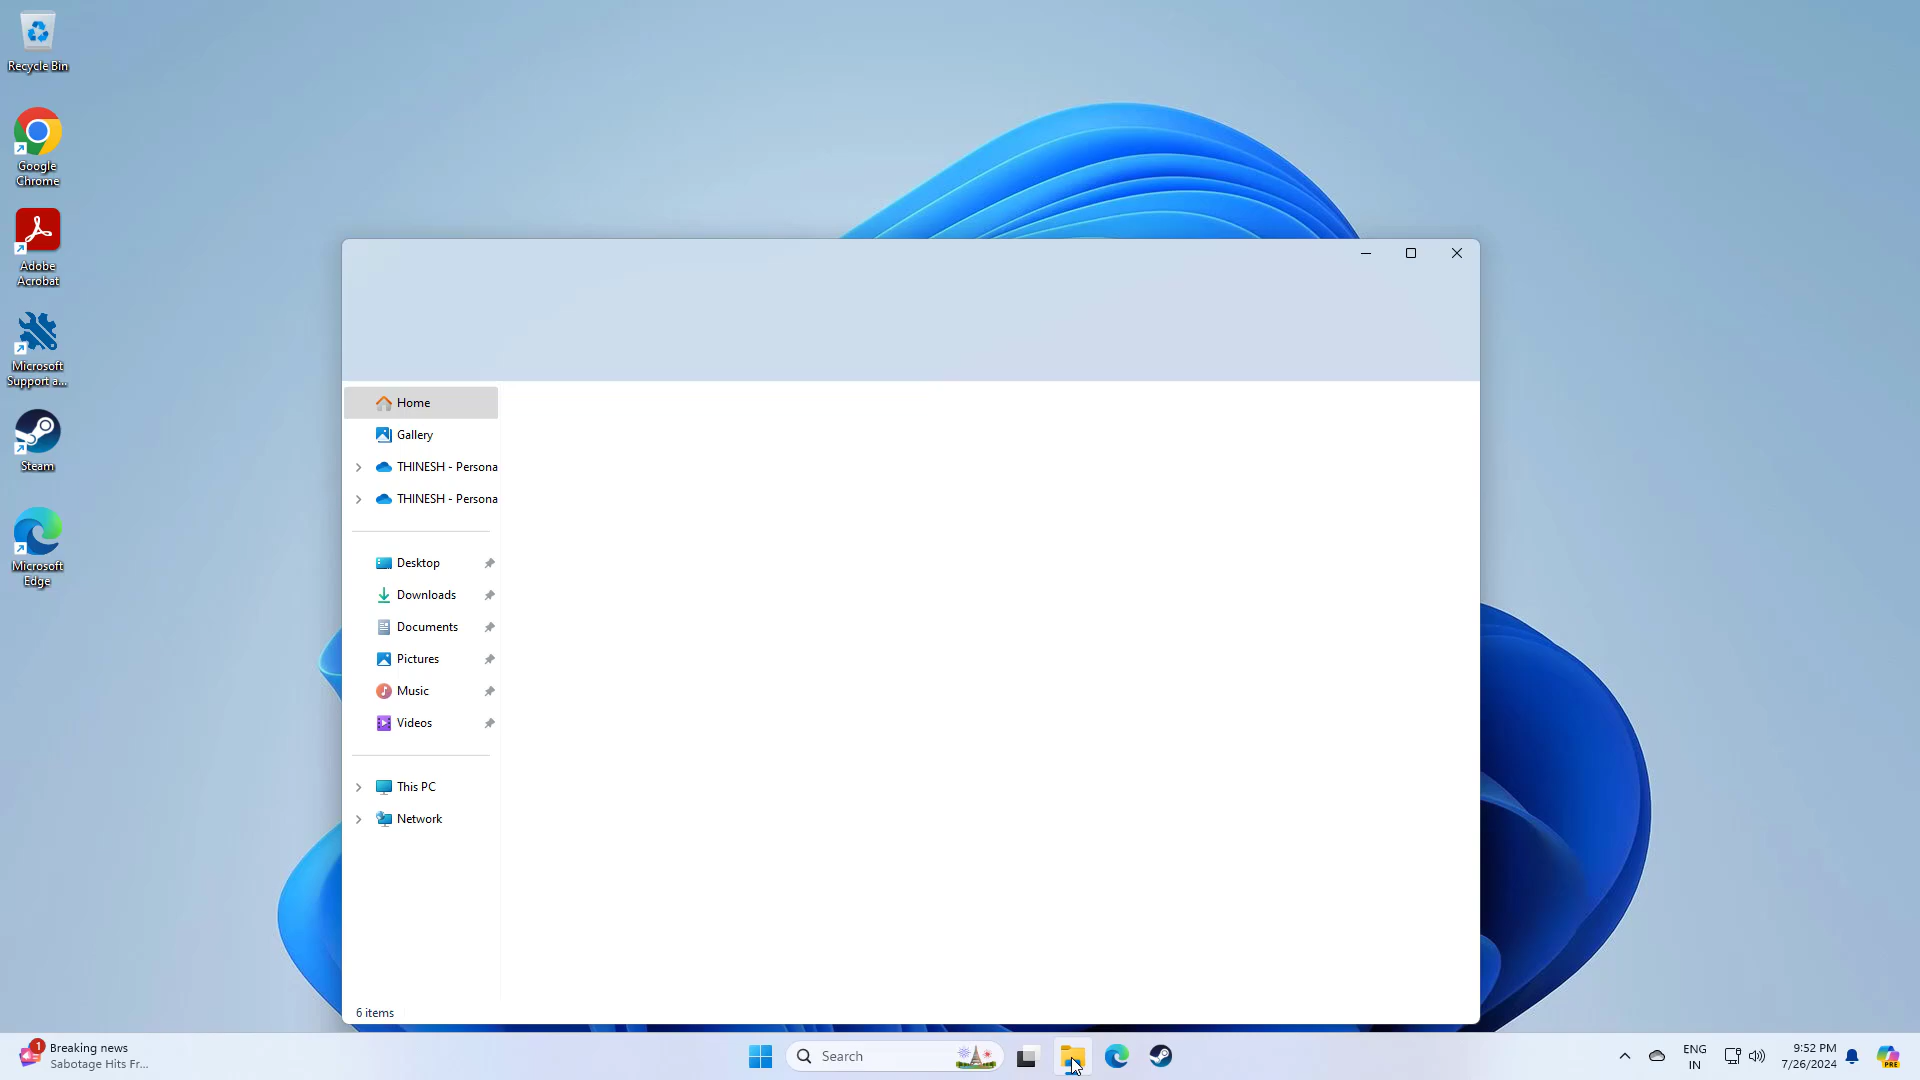 Recycle Bin
Google
Chrome
Adobe
Acrobat
Microsoft
Support a...
Steam
Microsoft
Edge
Home
Gallery
THINESH - Persona
THINESH - Persona
Desktop
Downloads
Documents
Pictures
Music
Videos
This PC
Network
6 items
1
Breaking news
Sabotage Hits Fr...
Search
ENG
IN
9:52 PM
7/26/2024
PRE